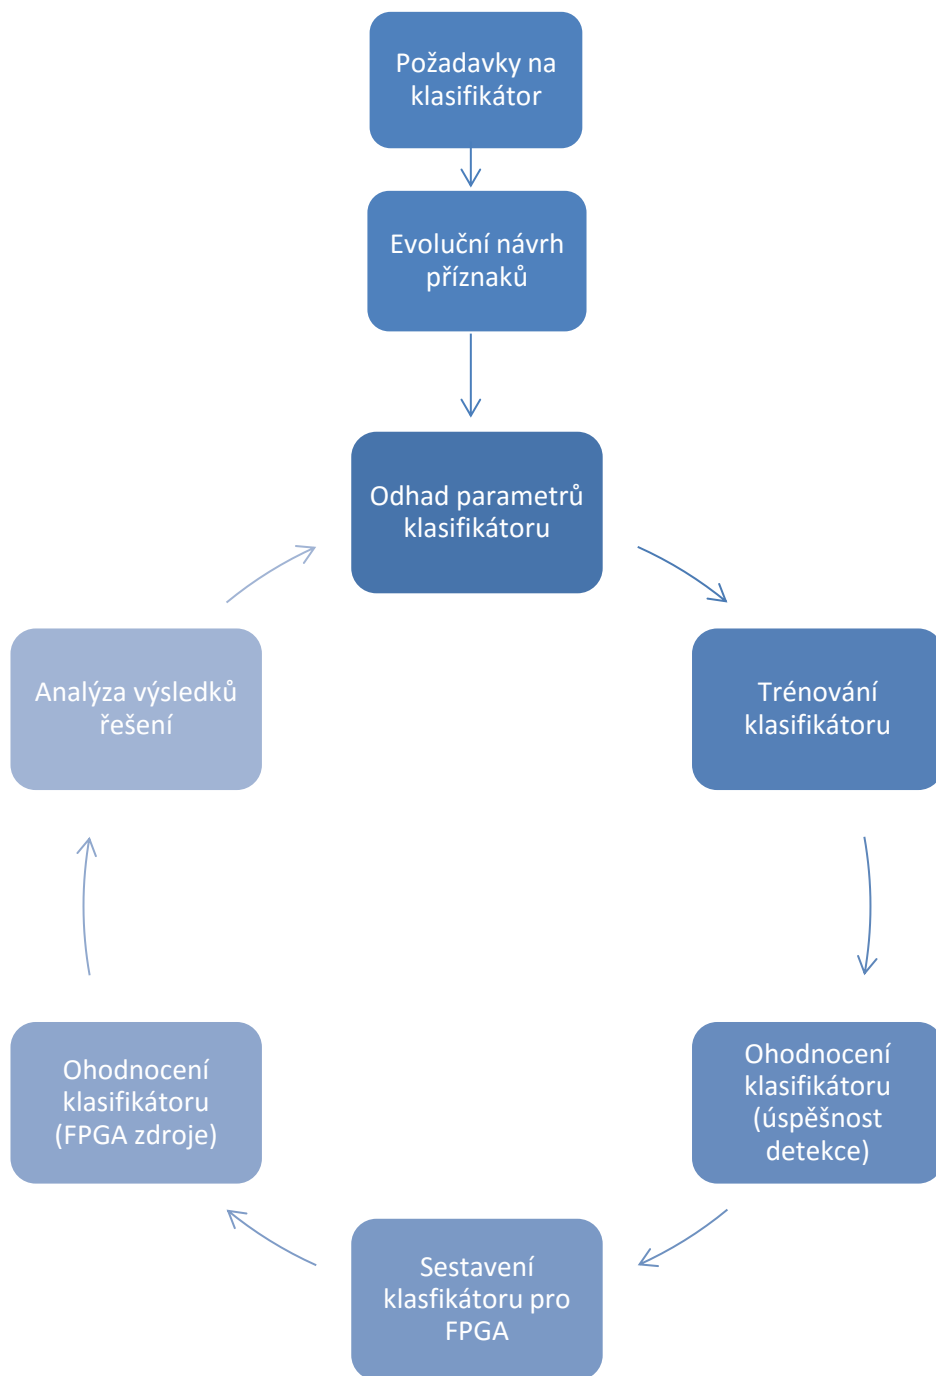 Požadavky na
klasifikátor
Evoluční návrh
příznaků
Odhad parametrů
klasifikátoru
Trénování
klasifikátoru
Ohodnocení
klasifikátoru
(úspěšnost
detekce)
Sestavení
klasfikátoru pro
FPGA
Ohodnocení
klasifikátoru
(FPGA zdroje)
Analýza výsledků
řešení